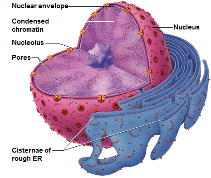 Nuclear envelope
Condensed
chromatin
Nucleus
Nucleolus
Pores
Cisternae of
rough ER